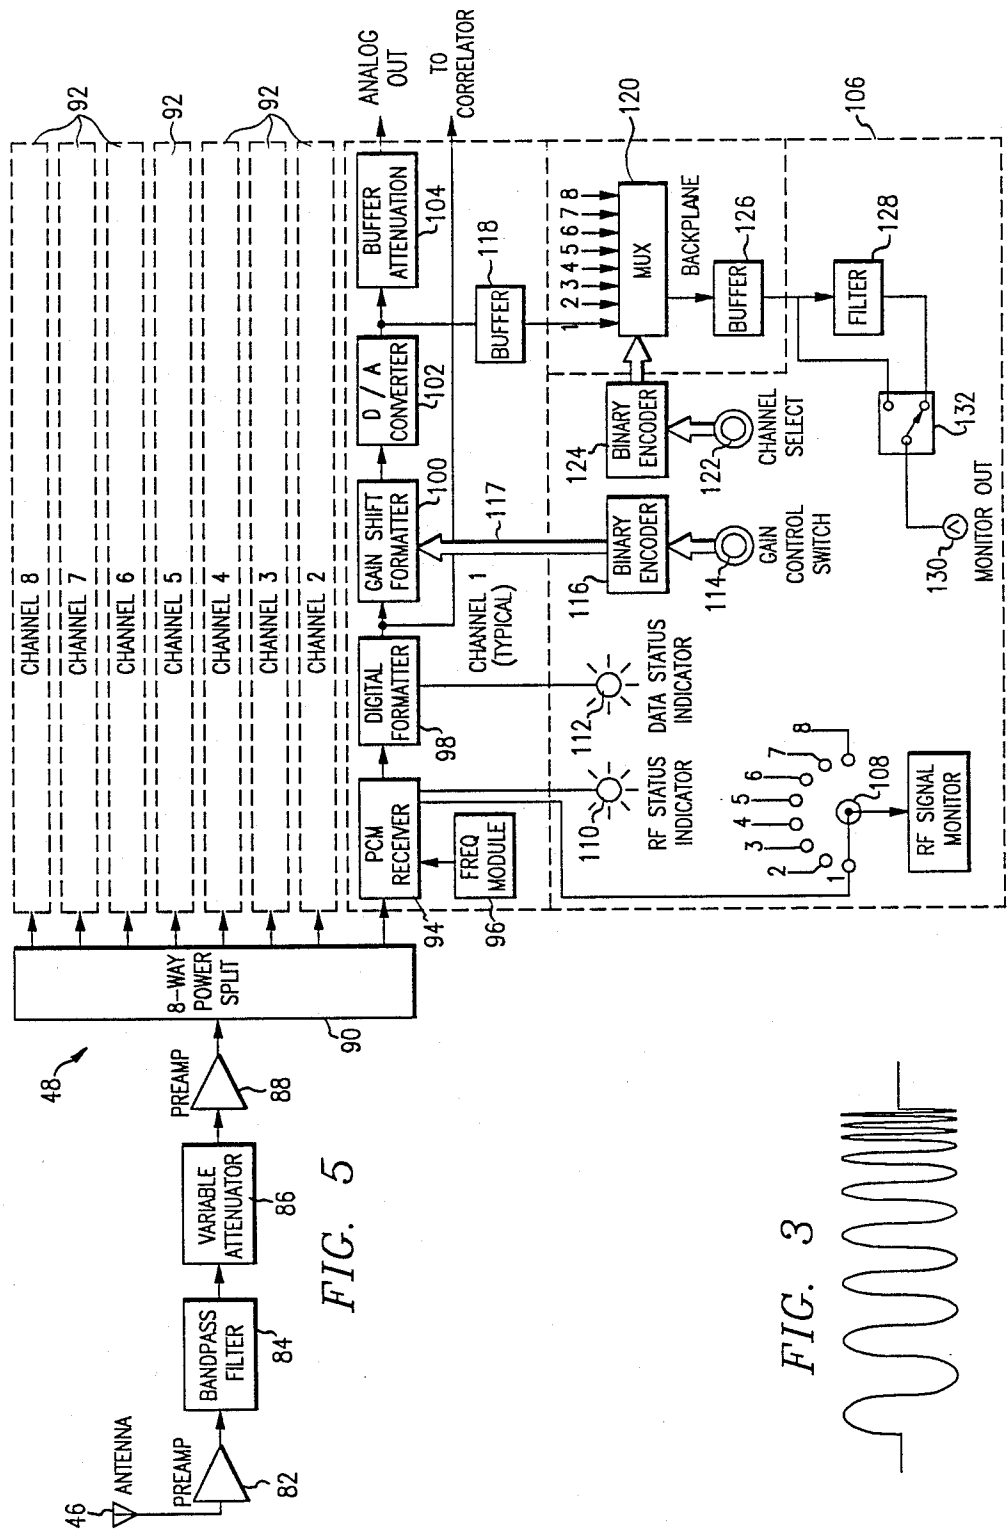 48
46
ANTENNA
PREAMP
82
BANDPASS
FILTER
84
VARIABLE
ATTENUATOR
86
PREAMP
88
8-WAY
POWER
SPLIT
90
CHANNEL 8
CHANNEL 7
CHANNEL 6
CHANNEL 5
CHANNEL 4
CHANNEL 3
CHANNEL 2
92
92
92
PCM
RECEIVER
94
FREQ
MODULE
96
DIGITAL
FORMATTER
98
GAIN SHIFT
FORMATTER
100
D / A
CONVERTER
102
BUFFER
ATTENUATION
104
ANALOG
OUT
TO
CORRELATOR
CHANNEL 1
(TYPICAL)
117
BUFFER
118
110
RF STATUS
INDICATOR
112
DATA STATUS
INDICATOR
116
BINARY
ENCODER
114
GAIN
CONTROL
SWITCH
124
BINARY
ENCODER
122
CHANNEL
SELECT
1 2 3 4 5 6 7 8
MUX
120
BACKPLANE
BUFFER
126
106
FILTER
128
132
130
MONITOR OUT
1
2
3
4
5
6
7
8
108
RF SIGNAL
MONITOR
FIG. 5
FIG. 3